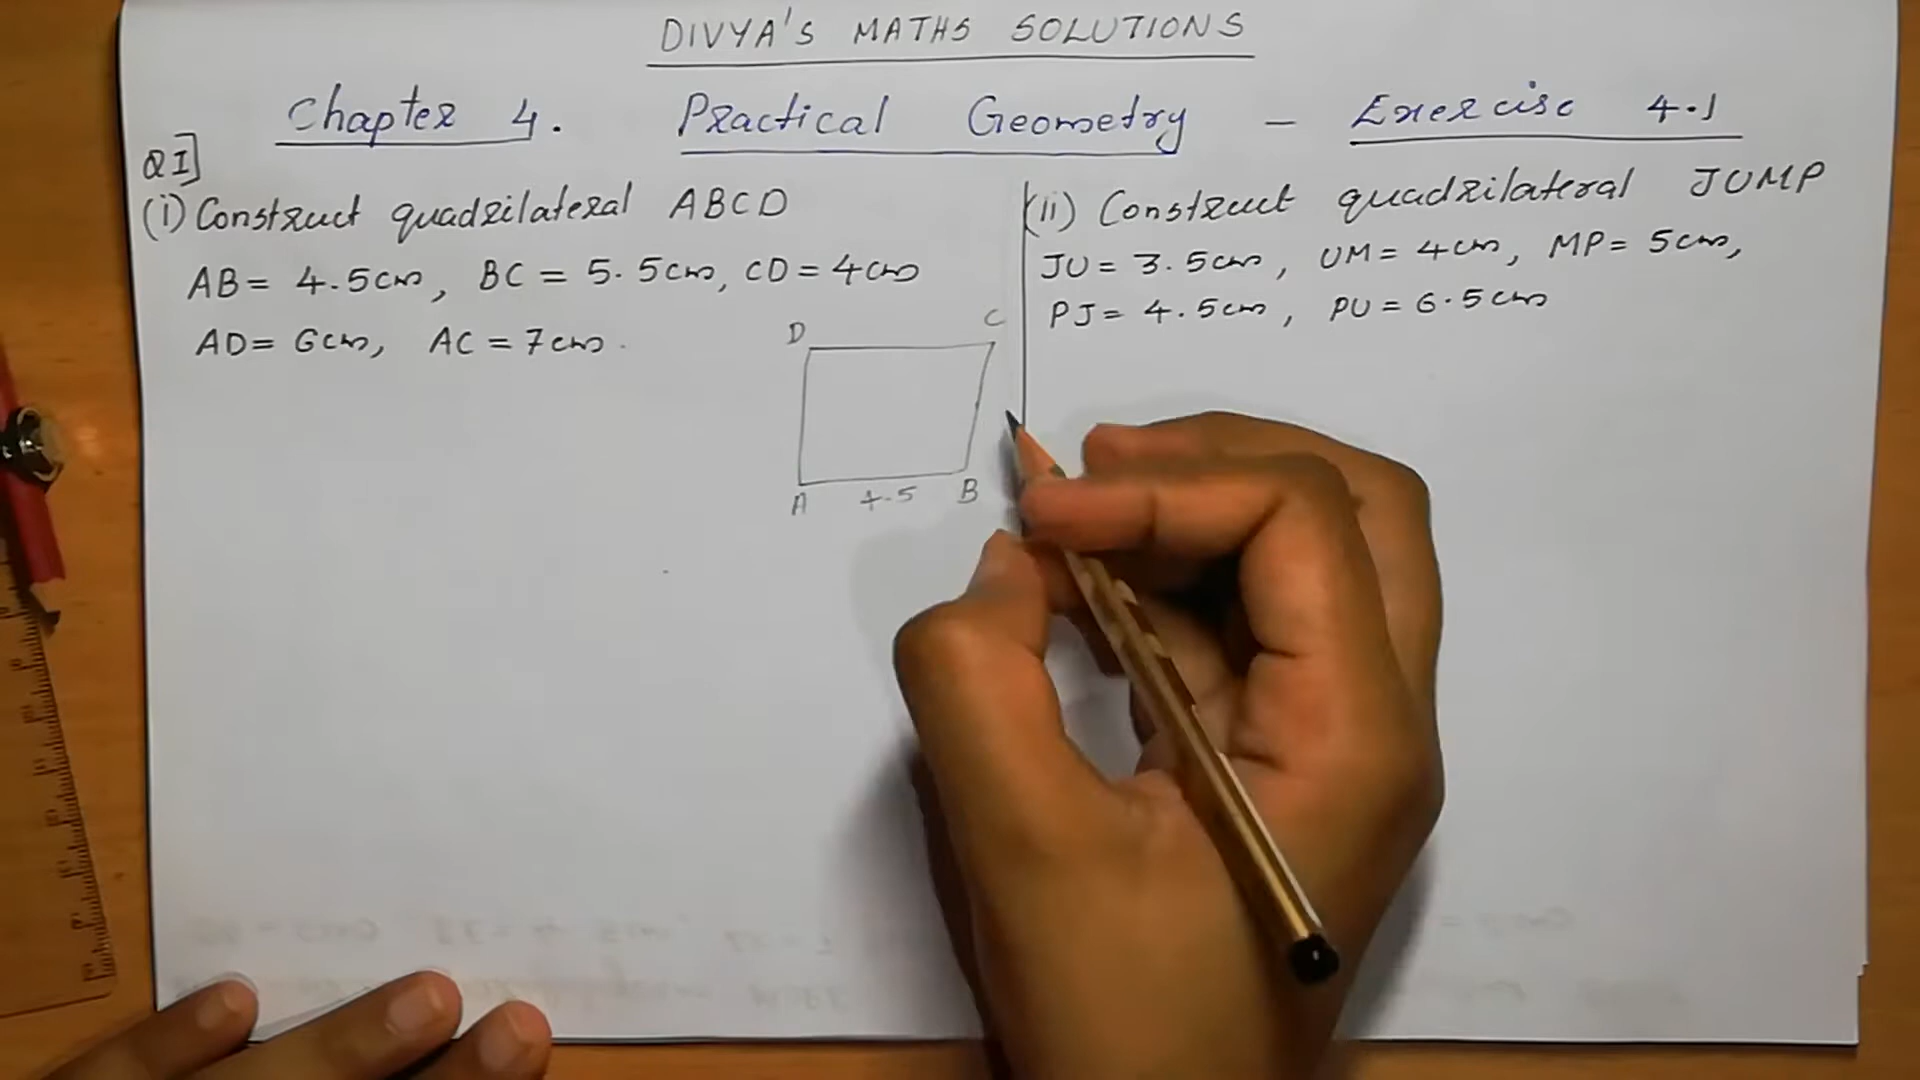 DIVYA'S MATHS SOLUTIONS
Chapter 4. Practical Geometry - Exercise 4.1
QI]
(i) Construct quadrilateral ABCD
AB = 4.5cm, BC = 5.5cm, CD = 4cm
AD = 6cm, AC = 7cm.
D C
A 4.5 B
(ii) Construct quadrilateral JUMP
JU = 3.5cm, UM = 4cm, MP = 5cm,
PJ = 4.5cm, PU = 6.5cm